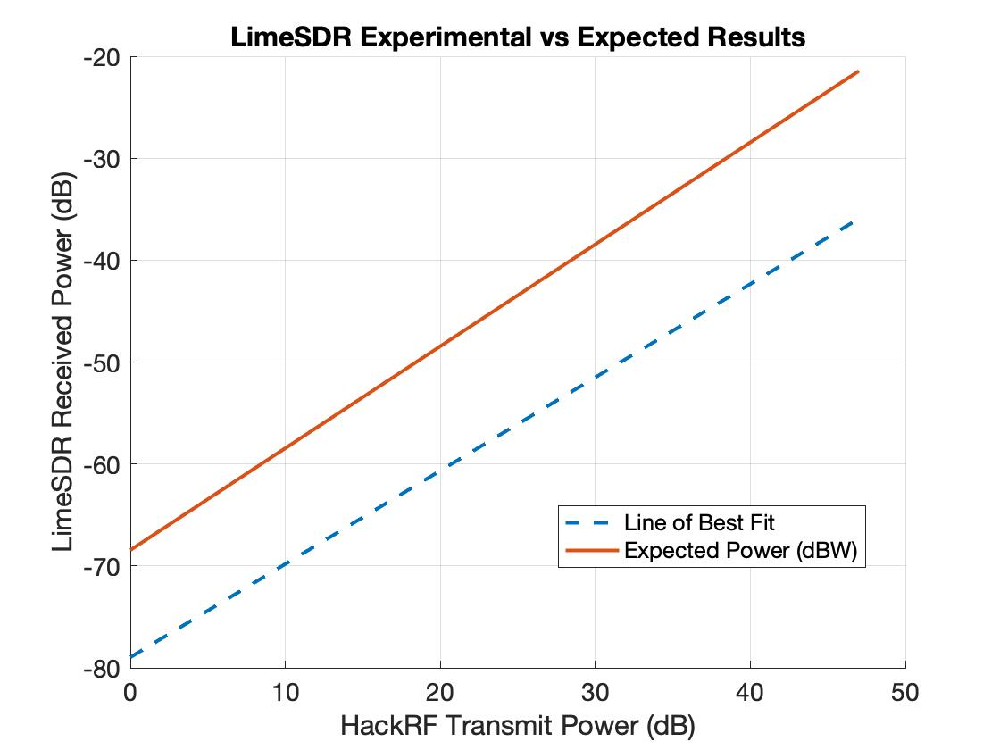 LimeSDR Experimental vs Expected Results
-20
-30
-40
-50
-60
-70
-80
LimeSDR Received Power (dB)
Line of Best Fit
Expected Power (dBW)
0 10 20 30 40 50
HackRF Transmit Power (dB)